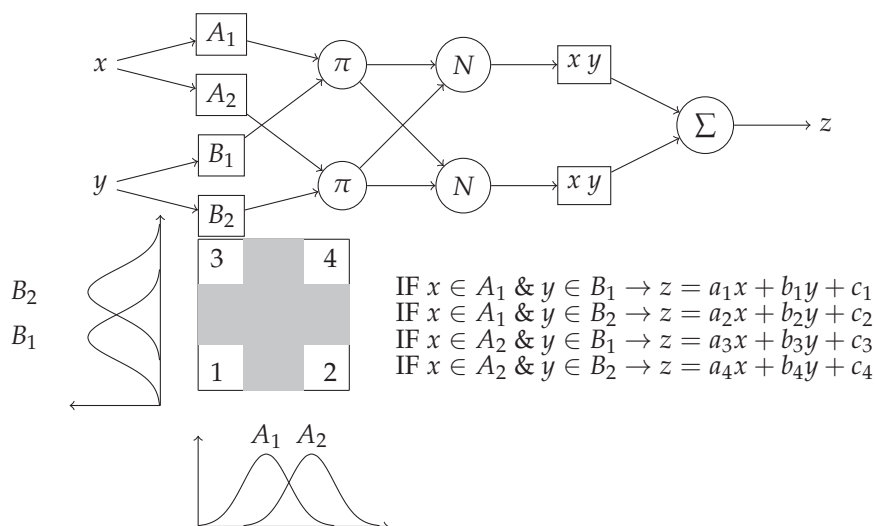 A₁
x
π
N
x y
A₂
Σ
z
B₁
y
π
N
x y
B₂
3 4
B₂
B₁
1 2
IF x ∈ A₁ & y ∈ B₁ → z = a₁x + b₁y + c₁
IF x ∈ A₁ & y ∈ B₂ → z = a₂x + b₂y + c₂
IF x ∈ A₂ & y ∈ B₁ → z = a₃x + b₃y + c₃
IF x ∈ A₂ & y ∈ B₂ → z = a₄x + b₄y + c₄
A₁ A₂